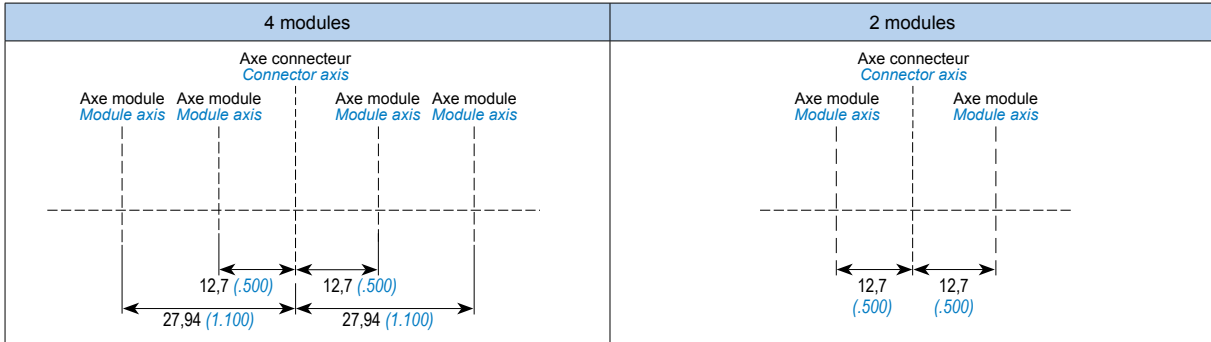 4 modules
2 modules
Axe connecteur
Connector axis
Axe module
Module axis
Axe module
Module axis
Axe module
Module axis
Axe module
Module axis
12,7 (.500)
12,7 (.500)
27,94 (1.100)
27,94 (1.100)
Axe connecteur
Connector axis
Axe module
Module axis
Axe module
Module axis
12,7
(.500)
12,7
(.500)